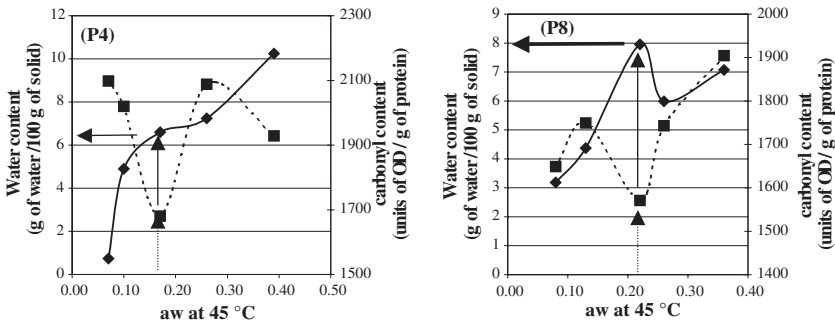 (P4)
Water content
(g of water/100 g of solid)
12
10
8
6
4
2
0
2300
2100
1900
1700
1500
carbonyl content
(units of OD/ g of protein)
0.00 0.10 0.20 0.30 0.40 0.50
aw at 45 °C
(P8)
Water content
(g of water/100 g of solid)
9
8
7
6
5
4
3
2
1
0
2000
1900
1800
1700
1600
1500
1400
carbonyl content
(units of OD/ g of protein)
0.00 0.10 0.20 0.30 0.40
aw at 45 °C